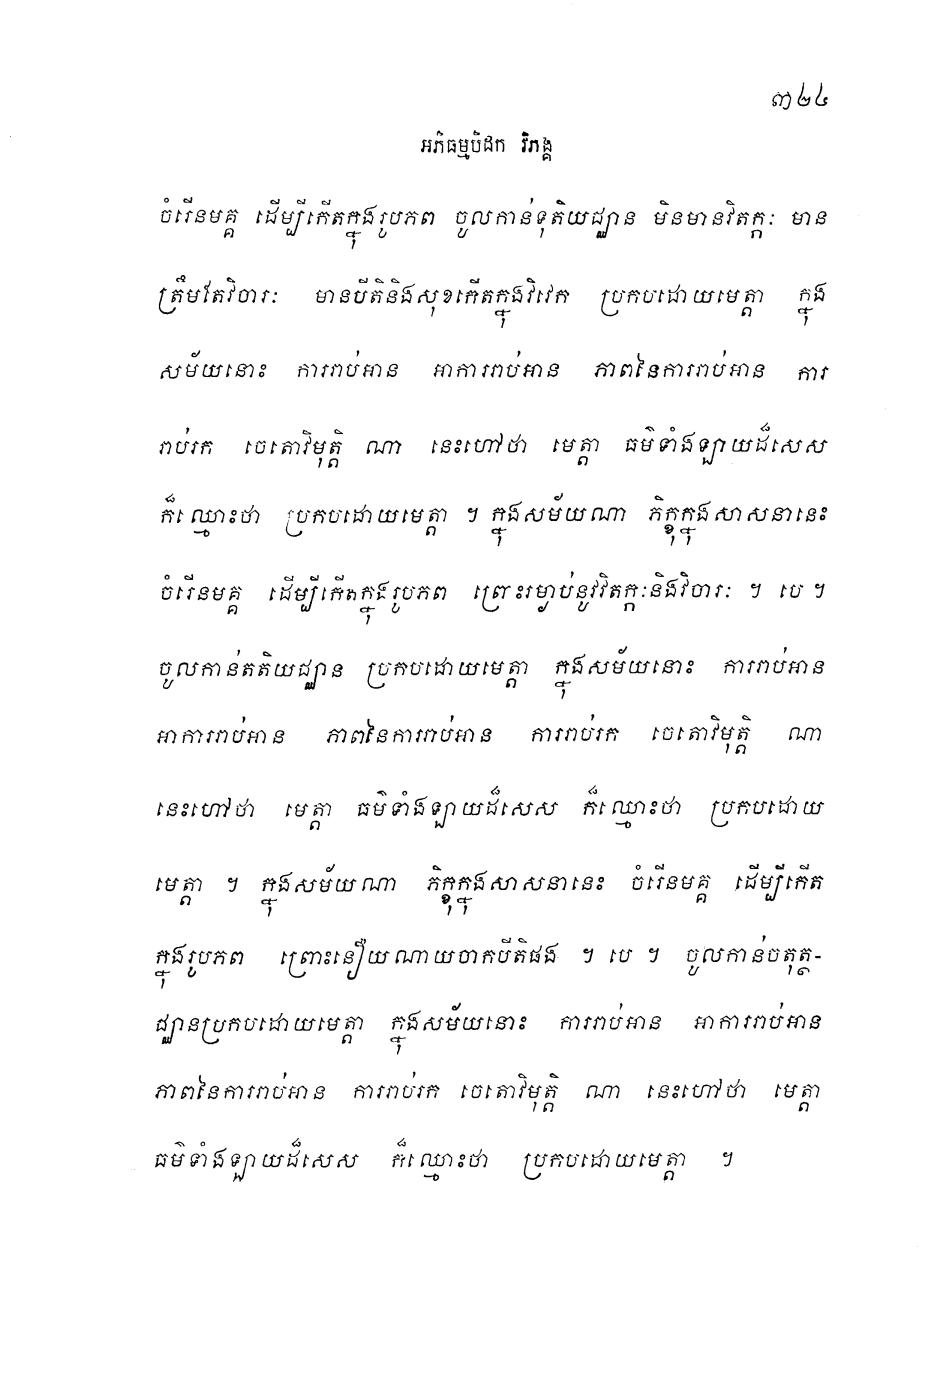 ៣២៤
អភិធម្មបិដក វិភង្គ
ចំរើនមគ្គ ដើម្បីកើតក្នុងរូបភព ចូលកាន់ទុតិយជ្ឈាន មិនមានវិតក្កៈ មាន
ត្រឹមតែវិចារៈ មានបីតិនិងសុខកើតក្នុងវិវេក ប្រកបដោយមេត្តា ក្នុង
សម័យនោះ ការរាប់អាន អាការរាប់អាន ភាពនៃការរាប់អាន ការ
រាប់រក ចេតោវិមុត្តិ ណា នេះហៅថា មេត្តា ធម៌ទាំងឡាយដ៏សេស
ក៏ឈ្មោះថា ប្រកបដោយមេត្តា ។ ក្នុងសម័យណា ភិក្ខុក្នុងសាសនានេះ
ចំរើនមគ្គ ដើម្បីកើតក្នុងរូបភព ព្រោះរម្ងាប់នូវវិតក្កៈនិងវិចារៈ ។ បេ ។
ចូលកាន់តតិយជ្ឈាន ប្រកបដោយមេត្តា ក្នុងសម័យនោះ ការរាប់អាន
អាការរាប់អាន ភាពនៃការរាប់អាន ការរាប់រក ចេតោវិមុត្តិ ណា
នេះហៅថា មេត្តា ធម៌ទាំងឡាយដ៏សេស ក៏ឈ្មោះថា ប្រកបដោយ
មេត្តា ។ ក្នុងសម័យណា ភិក្ខុក្នុងសាសនានេះ ចំរើនមគ្គ ដើម្បីកើត
ក្នុងរូបភព ព្រោះនឿយណាយចាកបីតិផង ។ បេ ។ ចូលកាន់ចតុត្ថ-
ជ្ឈានប្រកបដោយមេត្តា ក្នុងសម័យនោះ ការរាប់អាន អាការរាប់អាន
ភាពនៃការរាប់អាន ការរាប់រក ចេតោវិមុត្តិ ណា នេះហៅថា មេត្តា
ធម៌ទាំងឡាយដ៏សេស ក៏ឈ្មោះថា ប្រកបដោយមេត្តា ។